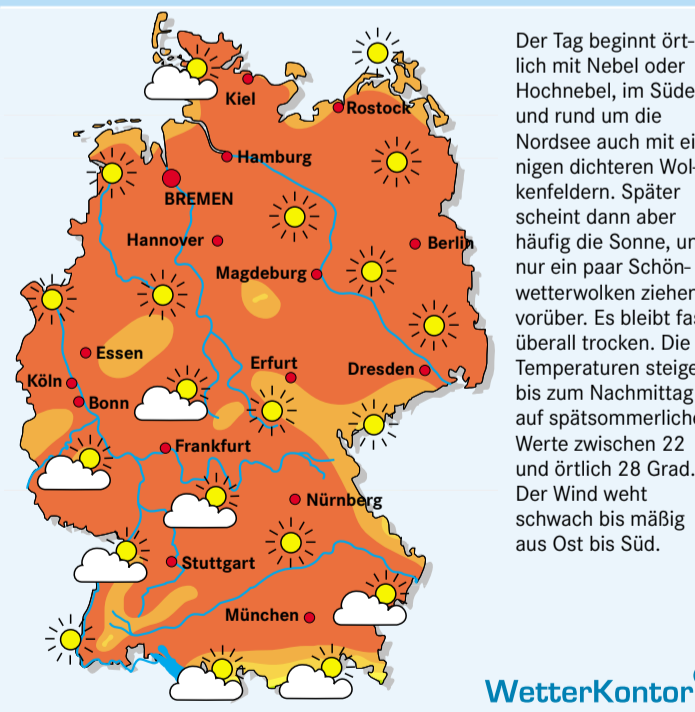 Kiel
Rostock
Hamburg
BREMEN
Hannover
Berlin
Magdeburg
Essen
Erfurt
Dresden
Köln
Bonn
Frankfurt
Nürnberg
Stuttgart
München
Der Tag beginnt ört-
lich mit Nebel oder
Hochnebel, im Süde
und rund um die
Nordsee auch mit ei
nigen dichteren Wol-
kenfeldern. Später
scheint dann aber
häufig die Sonne, un
nur ein paar Schön-
wetterwolken ziehen
vorüber. Es bleibt fas
überall trocken. Die
Temperaturen steige
bis zum Nachmittag
auf spätsommerliche
Werte zwischen 22
und örtlich 28 Grad.
Der Wind weht
schwach bis mäßig
aus Ost bis Süd.
WetterKontor